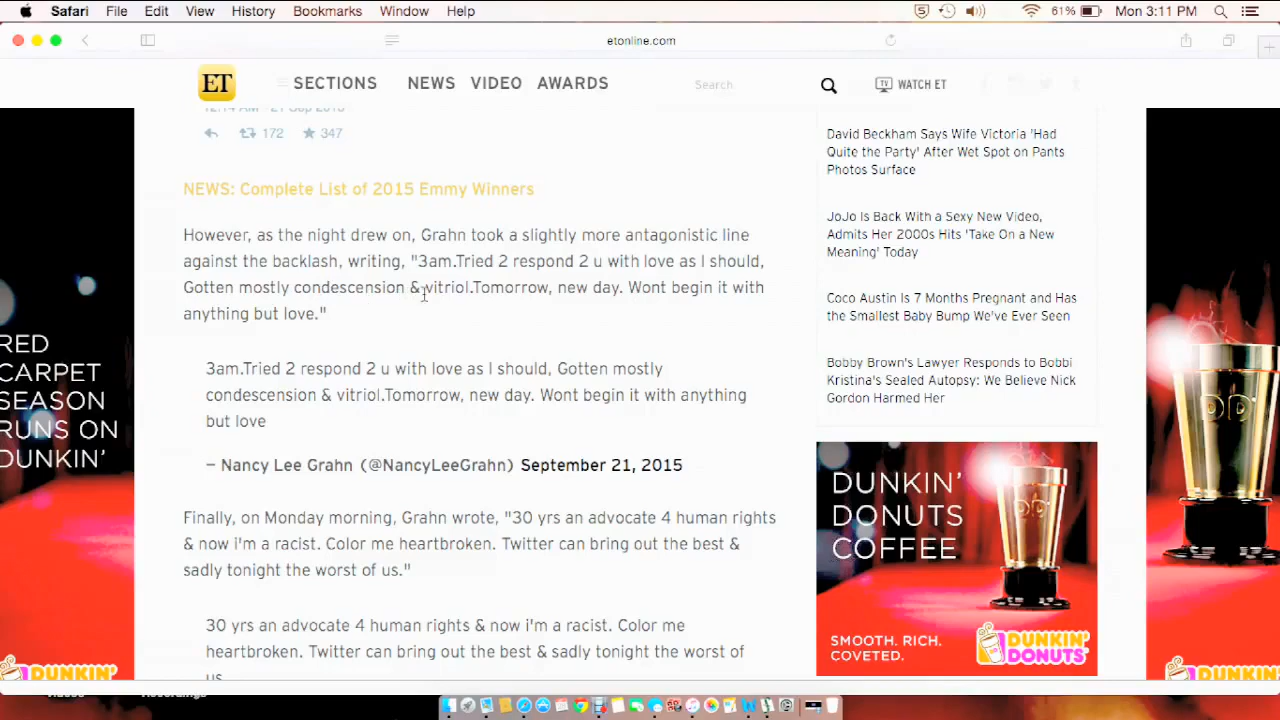 Safari File Edit View History Bookmarks Window Help 5 61% Mon 3:11 PM
etonline.com
ET SECTIONS NEWS VIDEO AWARDS Search WATCH ET
172 347
NEWS: Complete List of 2015 Emmy Winners
However, as the night drew on, Grahn took a slightly more antagonistic line
against the backlash, writing, "3am.Tried 2 respond 2 u with love as I should,
Gotten mostly condescension & vitriol.Tomorrow, new day. Wont begin it with
anything but love."
3am.Tried 2 respond 2 u with love as I should, Gotten mostly
condescension & vitriol.Tomorrow, new day. Wont begin it with anything
but love
— Nancy Lee Grahn (@NancyLeeGrahn) September 21, 2015
Finally, on Monday morning, Grahn wrote, "30 yrs an advocate 4 human rights
& now i'm a racist. Color me heartbroken. Twitter can bring out the best &
sadly tonight the worst of us."
30 yrs an advocate 4 human rights & now i'm a racist. Color me
heartbroken. Twitter can bring out the best & sadly tonight the worst of
us
David Beckham Says Wife Victoria 'Had
Quite the Party' After Wet Spot on Pants
Photos Surface
JoJo Is Back With a Sexy New Video,
Admits Her 2000s Hits 'Take On a New
Meaning' Today
Coco Austin Is 7 Months Pregnant and Has
the Smallest Baby Bump We've Ever Seen
Bobby Brown's Lawyer Responds to Bobbi
Kristina's Sealed Autopsy: We Believe Nick
Gordon Harmed Her
DUNKIN'
DONUTS
COFFEE
DD
SMOOTH. RICH.
COVETED.
DUNKIN'
DONUTS
RED
CARPET
SEASON
RUNS ON
DUNKIN'
DUNKIN'
DD
DUNKIN'